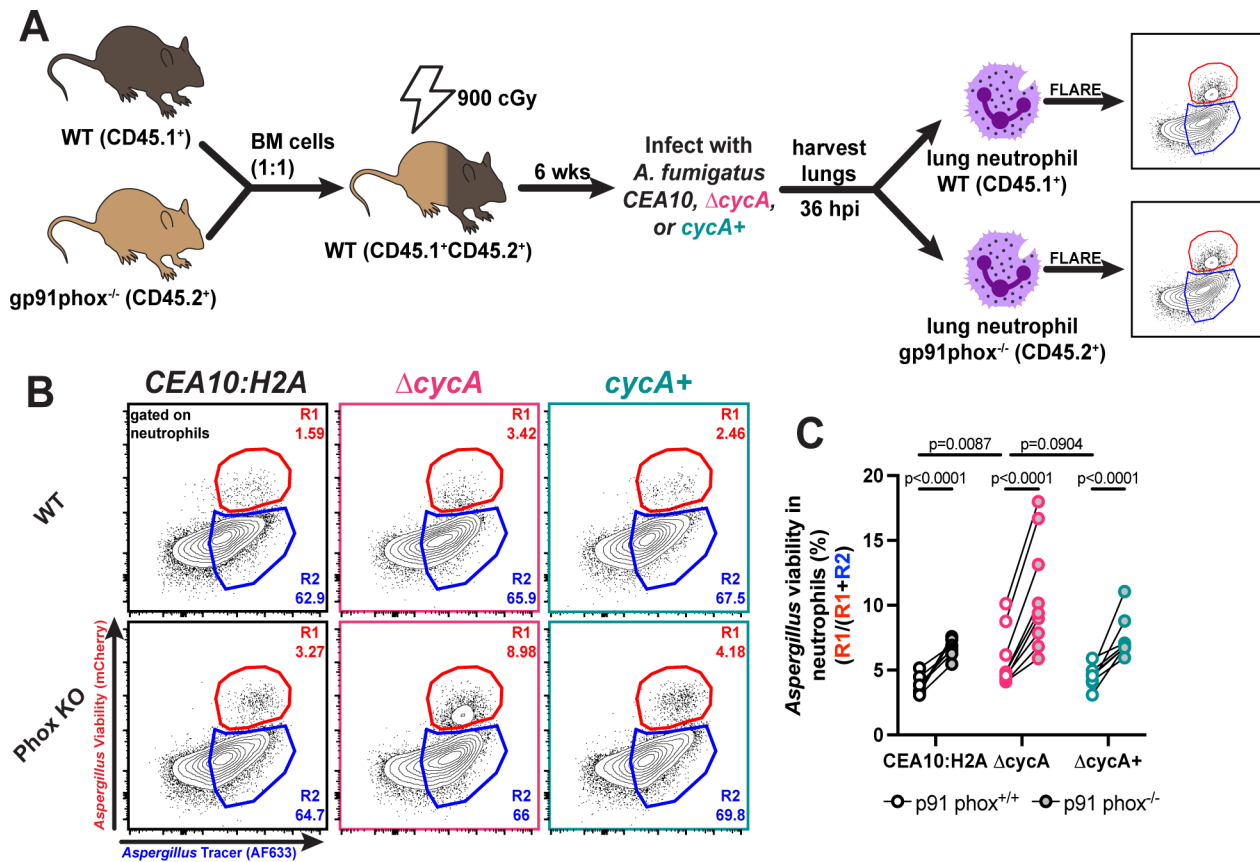 A
WT (CD45.1⁺)
gp91phox⁻/⁻ (CD45.2⁺)
BM cells
(1:1)
900 cGy
WT (CD45.1⁺CD45.2⁺)
6 wks
Infect with
A. fumigatus
CEA10, ΔcycA,
or cycA+
harvest
lungs
36 hpi
lung neutrophil
WT (CD45.1⁺)
FLARE
lung neutrophil
gp91phox⁻/⁻ (CD45.2⁺)
FLARE
B
CEA10:H2A
ΔcycA
cycA+
WT
gated on
neutrophils
R1
1.59
R2
62.9
R1
3.42
R2
65.9
R1
2.46
R2
67.5
Phox KO
R1
3.27
R2
64.7
R1
8.98
R2
66
R1
4.18
R2
69.8
Aspergillus Viability (mCherry)
Aspergillus Tracer (AF633)
C
p=0.0087
p=0.0904
p<0.0001
p<0.0001
p<0.0001
Aspergillus viability in
neutrophils (%)
(R1/(R1+R2)
20
15
10
5
0
CEA10:H2A
ΔcycA
ΔcycA+
p91 phox⁺/⁺
p91 phox⁻/⁻